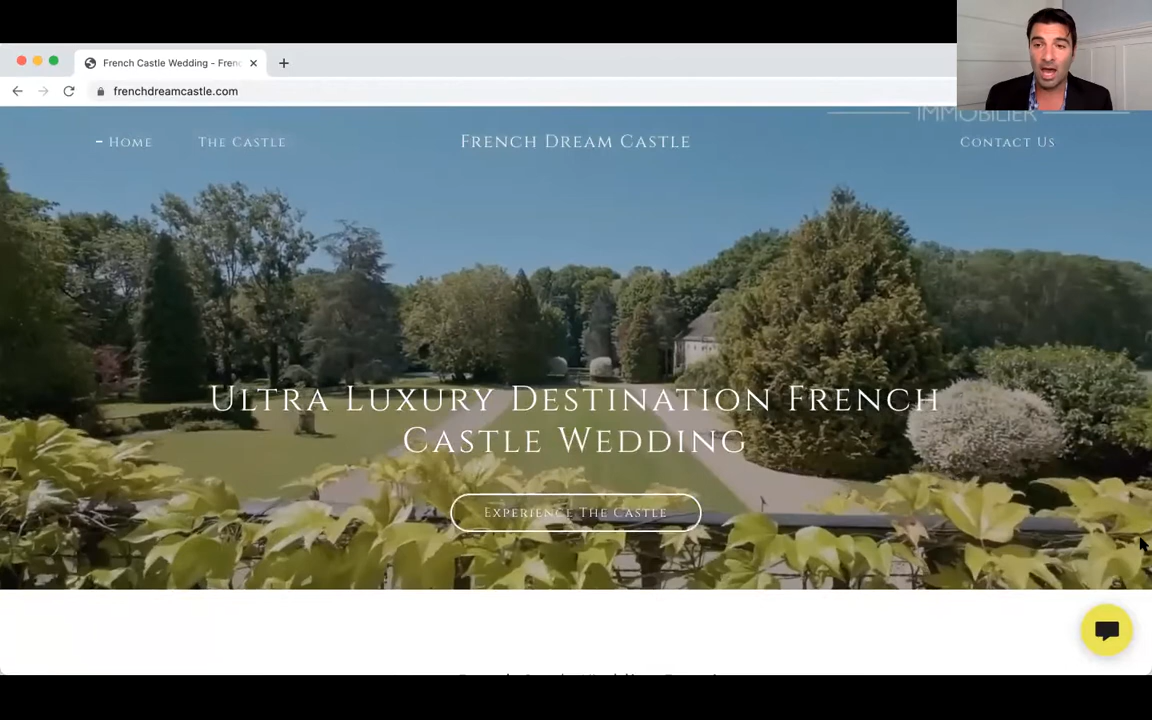 French Castle Wedding - Frenc
frenchdreamcastle.com
IMMOBILIER
Home
The Castle
French Dream Castle
Contact Us
Ultra Luxury Destination French
Castle Wedding
Experience The Castle